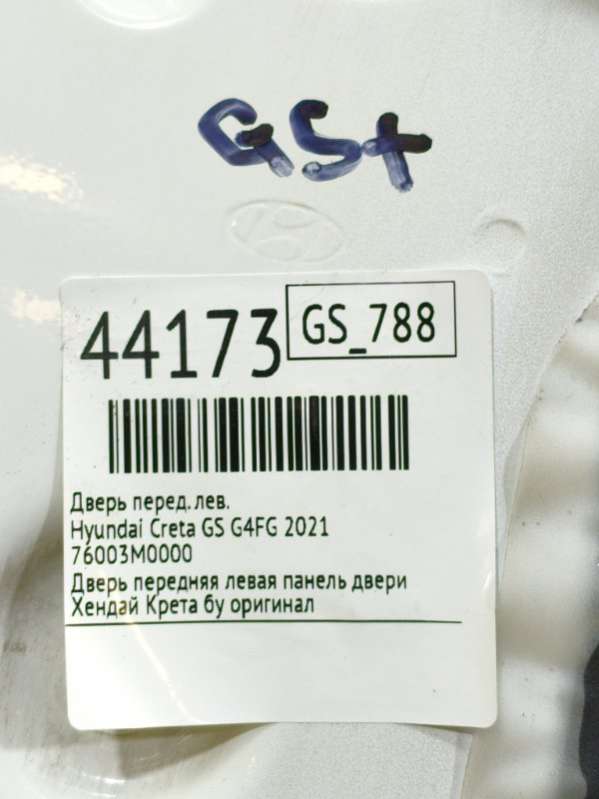 GSX
44173
GS_788
Дверь перед. лев.
Hyundai Creta GS G4FG 2021
76003M0000
Дверь передняя левая панель двери
Хендай Крета бу оригинал